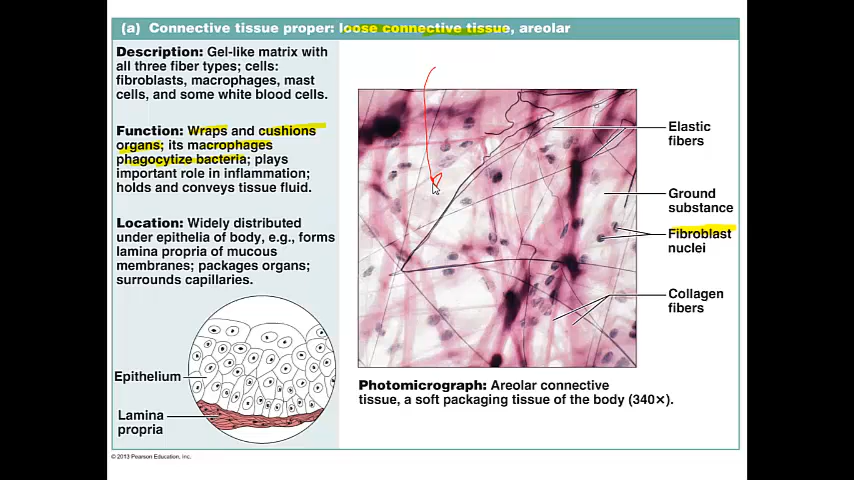 (a) Connective tissue proper: loose connective tissue, areolar
Description: Gel-like matrix with
all three fiber types; cells:
fibroblasts, macrophages, mast
cells, and some white blood cells.
Function: Wraps and cushions
organs; its macrophages
phagocytize bacteria; plays
important role in inflammation;
holds and conveys tissue fluid.
Location: Widely distributed
under epithelia of body, e.g., forms
lamina propria of mucous
membranes; packages organs;
surrounds capillaries.
Epithelium
Lamina
propria
Elastic
fibers
Ground
substance
Fibroblast
nuclei
Collagen
fibers
Photomicrograph: Areolar connective
tissue, a soft packaging tissue of the body (340×).
© 2013 Pearson Education, Inc.